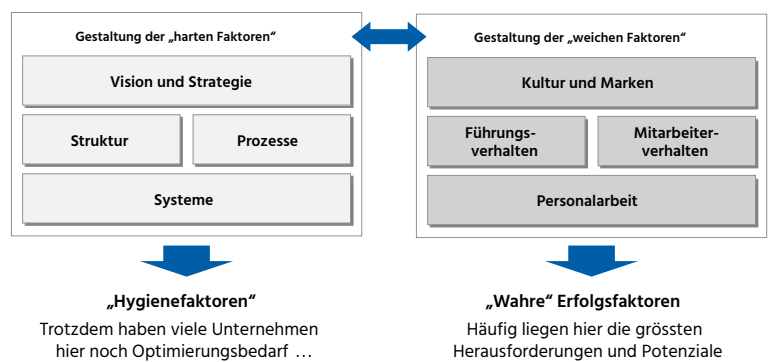 Gestaltung der „harten Faktoren“
Vision und Strategie
Struktur
Prozesse
Systeme
„Hygienefaktoren“
Trotzdem haben viele Unternehmen
hier noch Optimierungsbedarf …
Gestaltung der „weichen Faktoren“
Kultur und Marken
Führungs-
verhalten
Mitarbeiter-
verhalten
Personalarbeit
„Wahre“ Erfolgsfaktoren
Häufig liegen hier die grössten
Herausforderungen und Potenziale